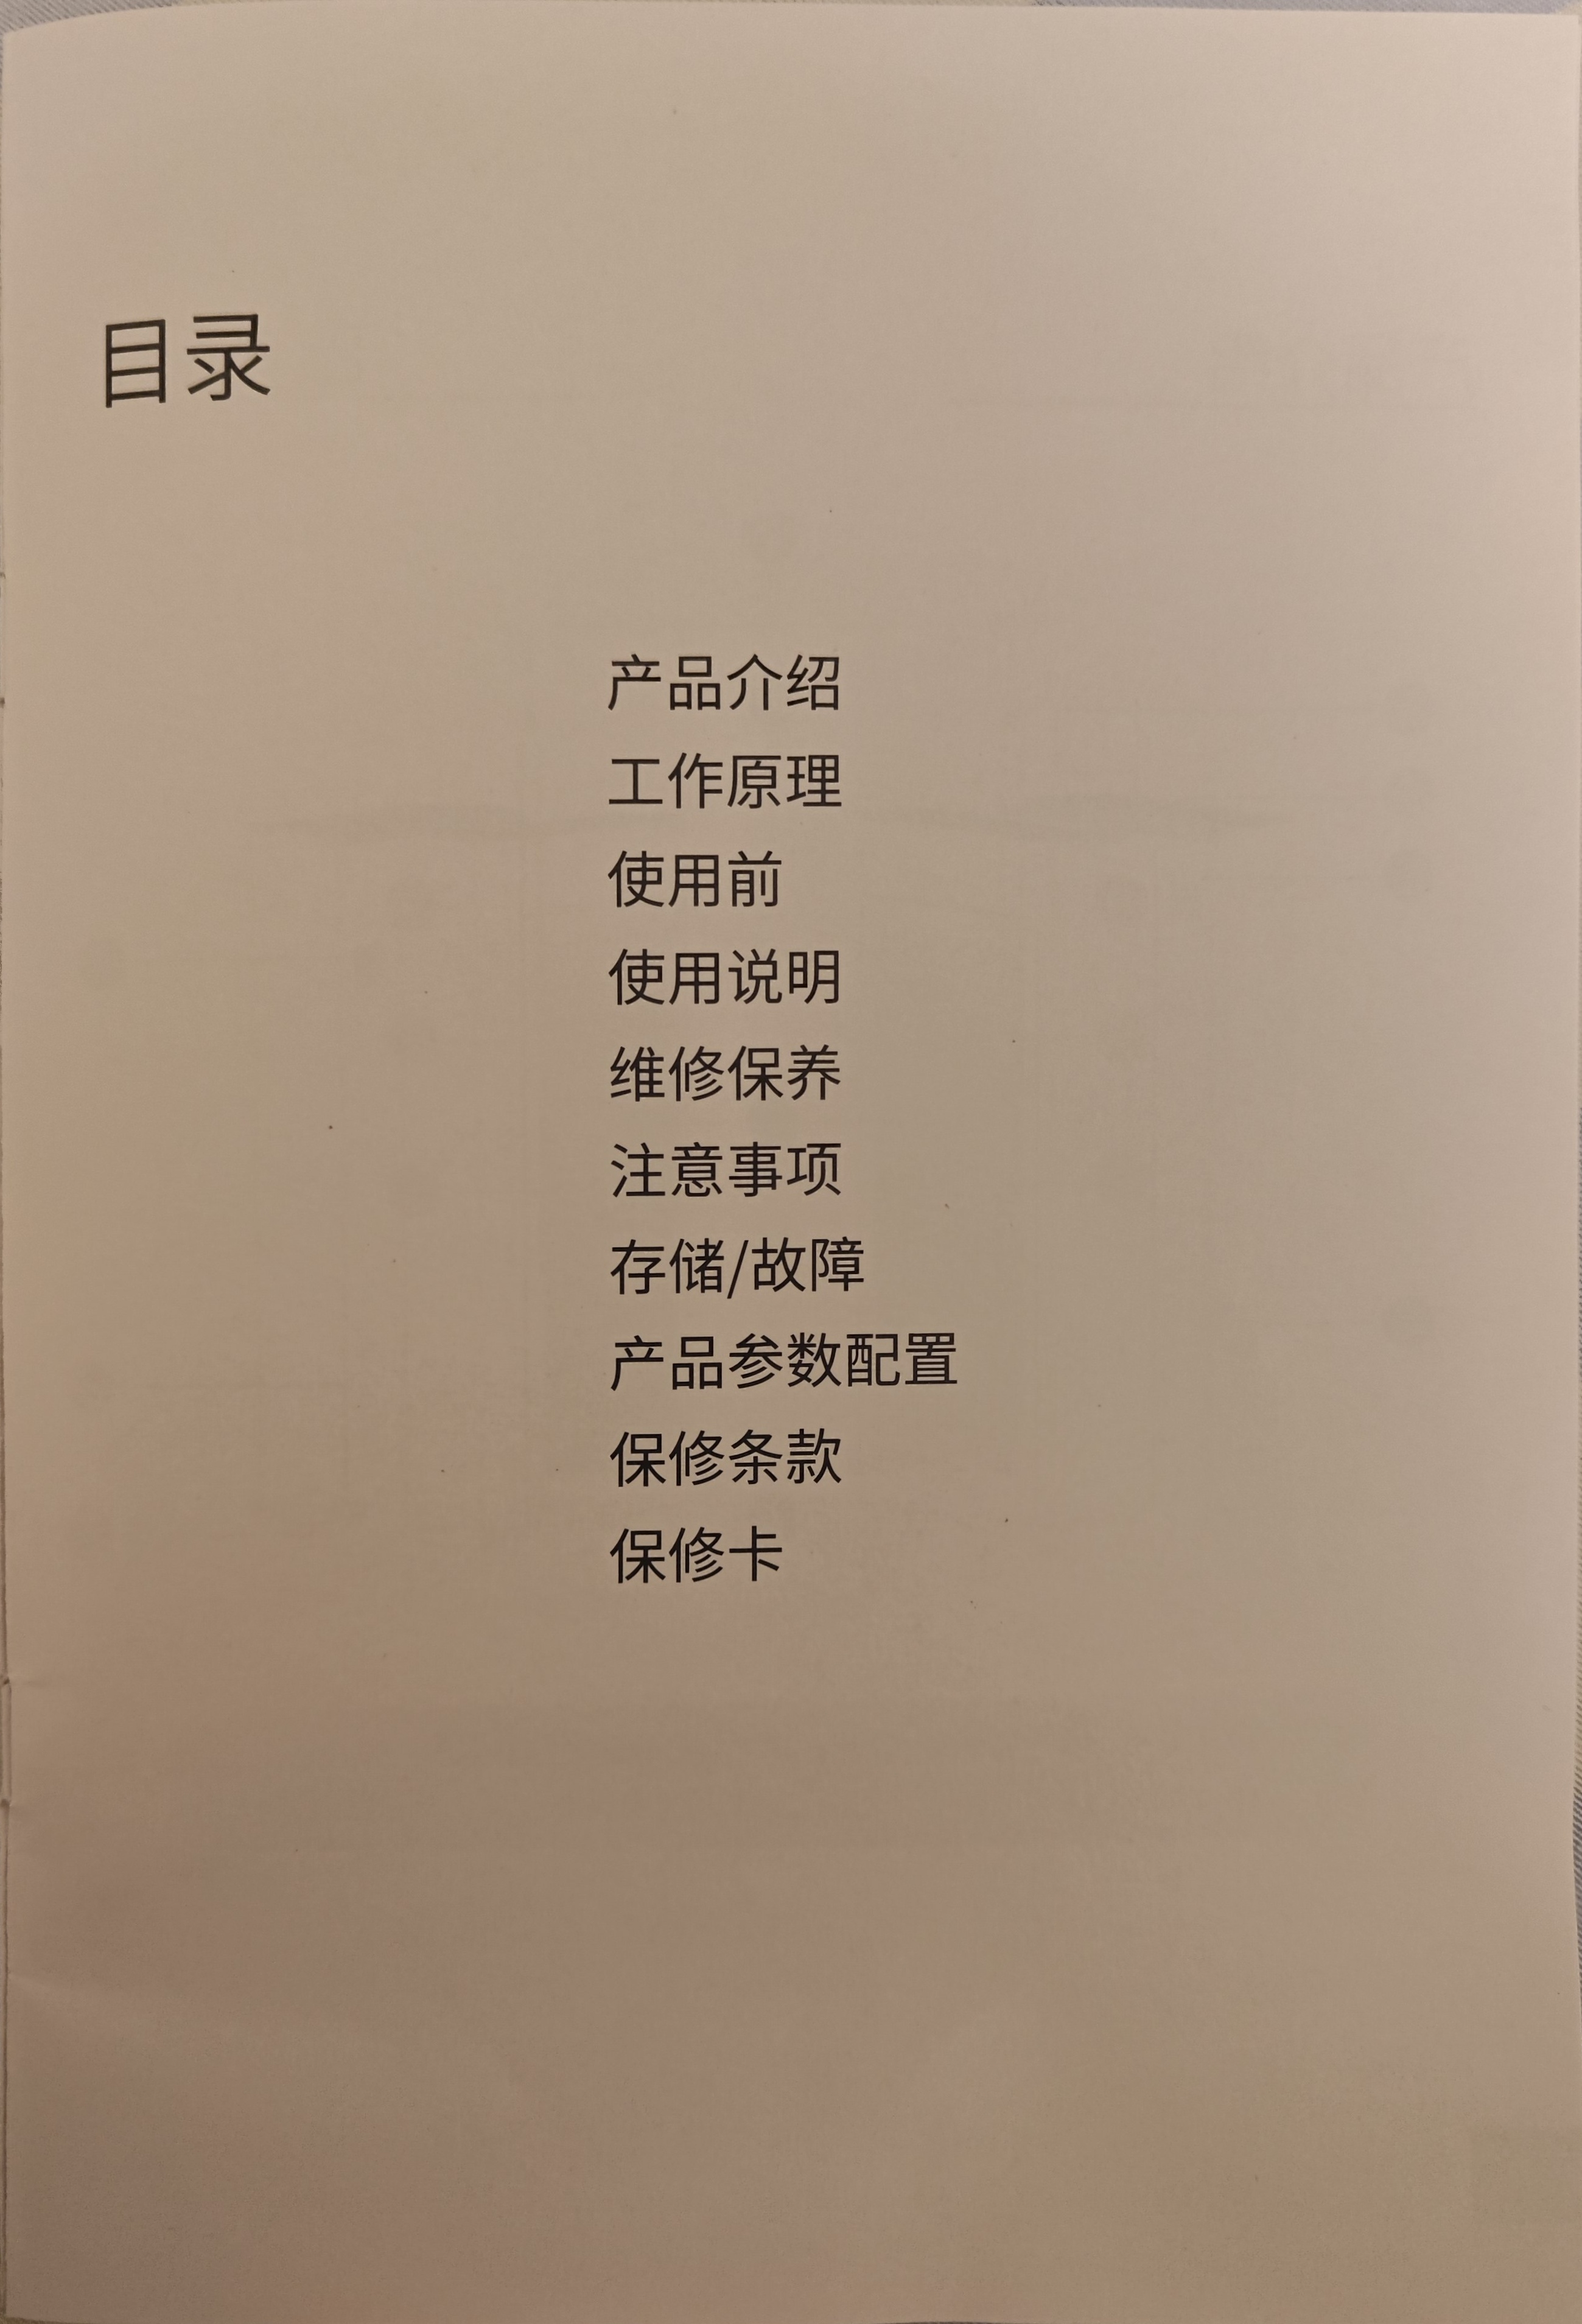 目录
产品介绍
工作原理
使用前
使用说明
维修保养
注意事项
存储/故障
产品参数配置
保修条款
保修卡